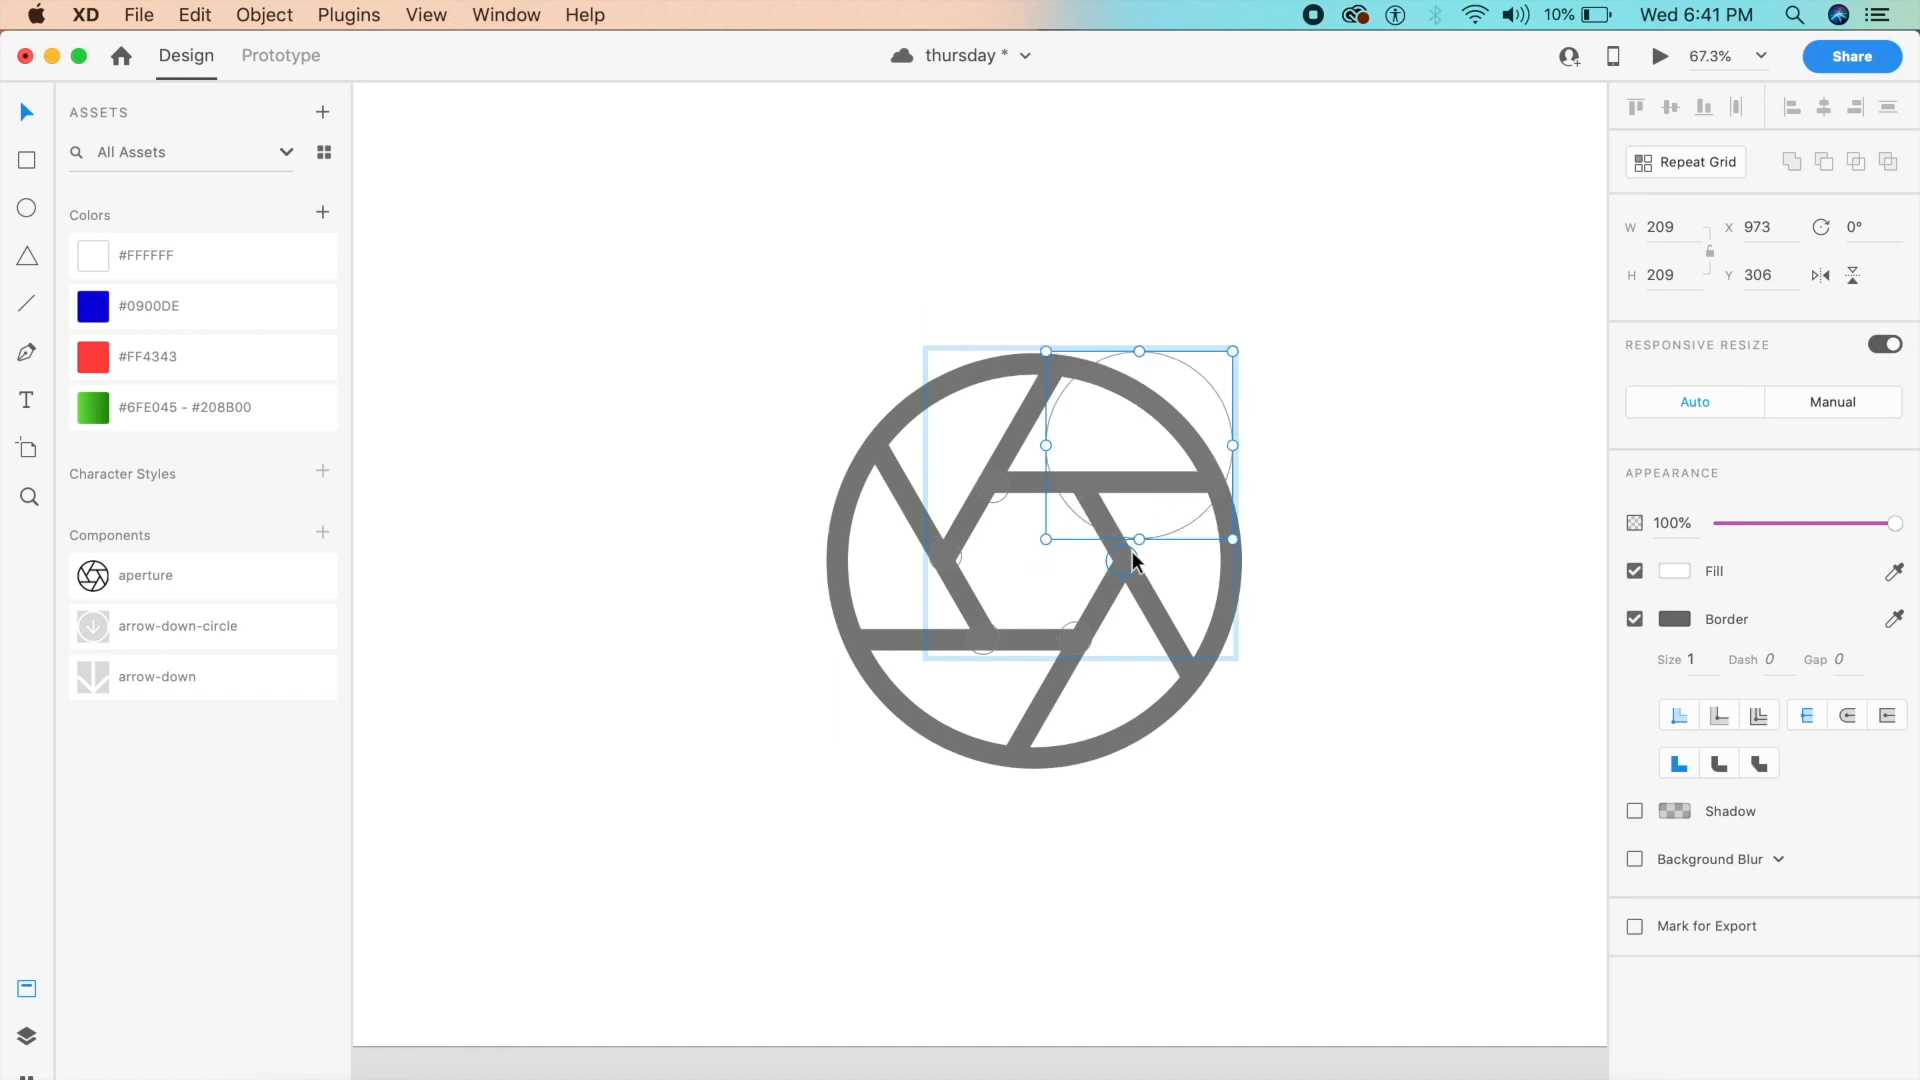 XD File Edit Object Plugins View Window Help 10% Wed 6:41 PM
Design Prototype thursday * 67.3% Share
ASSETS
All Assets
Repeat Grid
Colors
W 209 X 973 0°
#FFFFFF
H 209 Y 306
#0900DE
RESPONSIVE RESIZE
#FF4343
Auto Manual
#6FE045 - #208B00
Character Styles
APPEARANCE
100%
Components
aperture
Fill
arrow-down-circle
Border
Size 1 Dash 0 Gap 0
arrow-down
Shadow
Background Blur
Mark for Export